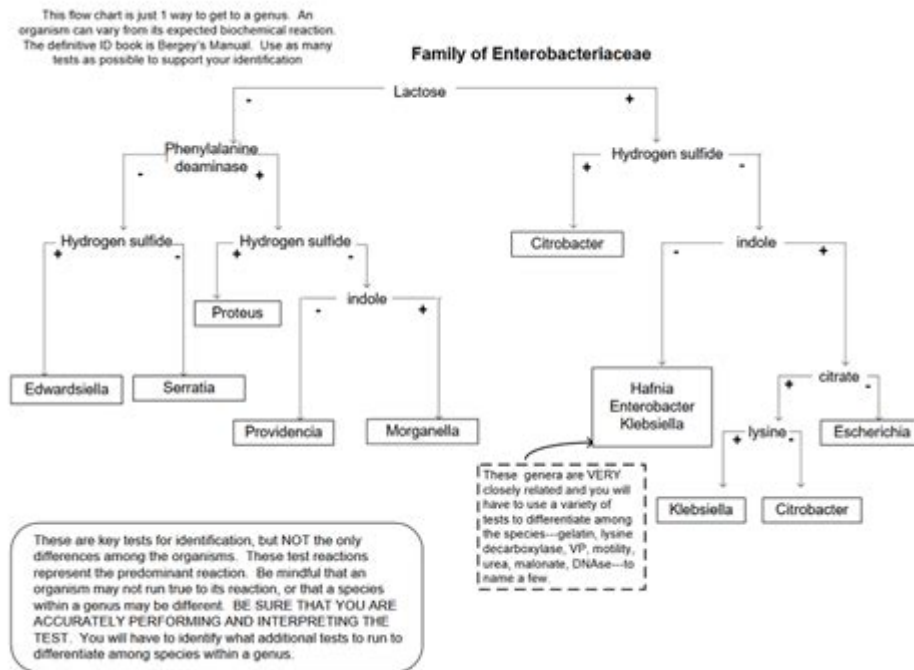 This flow chart is just 1 way to get to a genus. An
organism can vary from its expected biochemical reaction.
The definitive ID book is Bergey's Manual. Use as many
tests as possible to support your identification
Family of Enterobacteriaceae
Lactose
- +
Phenylalanine
deaminase
- +
Hydrogen sulfide
+ -
Hydrogen sulfide
+ -
Hydrogen sulfide
+ -
Citrobacter
indole
- +
Proteus
indole
- +
Edwardsiella
Serratia
Providencia
Morganella
Hafnia
Enterobacter
Klebsiella
citrate
+ -
lysine
+ -
Escherichia
Klebsiella
Citrobacter
These genera are VERY
closely related and you will
have to use a variety of
tests to differentiate among
the species---gelatin, lysine
decarboxylase, VP, motility,
urea, malonate, DNAse---to
name a few.
These are key tests for identification, but NOT the only
differences among the organisms. These test reactions
represent the predominant reaction. Be mindful that an
organism may not run true to its reaction, or that a species
within a genus may be different. BE SURE THAT YOU ARE
ACCURATELY PERFORMING AND INTERPRETING THE
TEST. You will have to identify what additional tests to run to
differentiate among species within a genus.